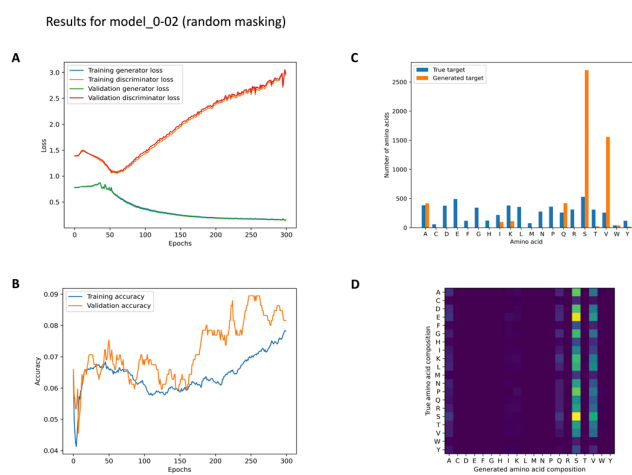 Results for model_0-02 (random masking)
A
Training generator loss
Training discriminator loss
Validation generator loss
Validation discriminator loss
3.0
2.5
2.0
1.5
1.0
0.5
Loss
0 50 100 150 200 250 300
Epochs
B
Training accuracy
Validation accuracy
0.09
0.08
0.07
0.06
0.05
0.04
Accuracy
0 50 100 150 200 250 300
Epochs
C
True target
Generated target
2500
2000
1500
1000
500
0
Number of amino acids
A C D E F G H I K L M N P Q R S T V W Y
Amino acid
D
A
C
D
E
F
G
H
I
K
L
M
N
P
Q
R
S
T
V
W
Y
True amino acid composition
A C D E F G H I K L M N P Q R S T V W Y
Generated amino acid composition